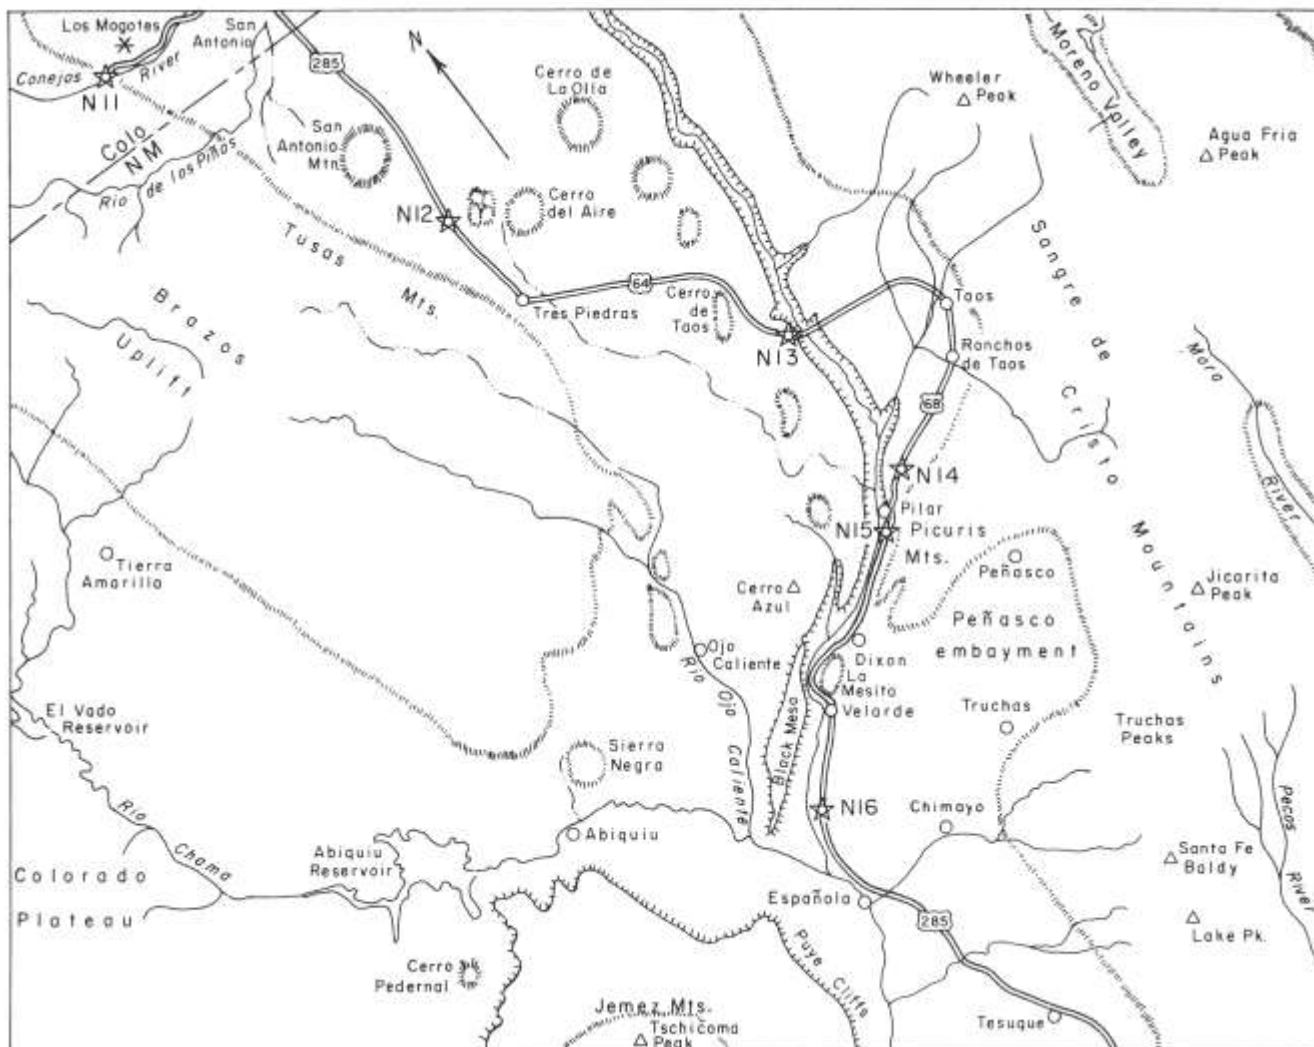 Los Mogotes
San
Antonio
Conejos
River
N11
285
N
Cerro de
La Olla
Wheeler
Peak
Moreno Valley
Agua Fria
Peak
Colo
NM
San
Antonio
Mtn.
Rio de los Piños
N12
Cerro
del Aire
Tusas
Mts.
Sangre de
Cristo
Mountains
Brazos
Uplift
64
Tres Piedras
Cerro
de
Taos
N13
Taos
Ranchos
de Taos
Mora
River
68
N14
Pilar
N15
Picuris
Mts.
Peñasco
Tierra
Amarilla
Cerro
Azul
Jicarita
Peak
Peñasco
embayment
Ojo
Caliente
Rio Ojo Caliente
Dixon
La
Mesita
Velarde
Black Mesa
Truchas
Truchas
Peaks
El Vado
Reservoir
Sierra
Negra
Rio
Chama
N16
Chimayo
Pecos
River
Abiquiu
Abiquiu
Reservoir
Santa Fe
Baldy
Colorado
Plateau
Española
285
Lake Pk.
Puye
Cliffs
Cerro
Pedernal
Jemez Mts.
Tschicoma
Peak
Tesuque